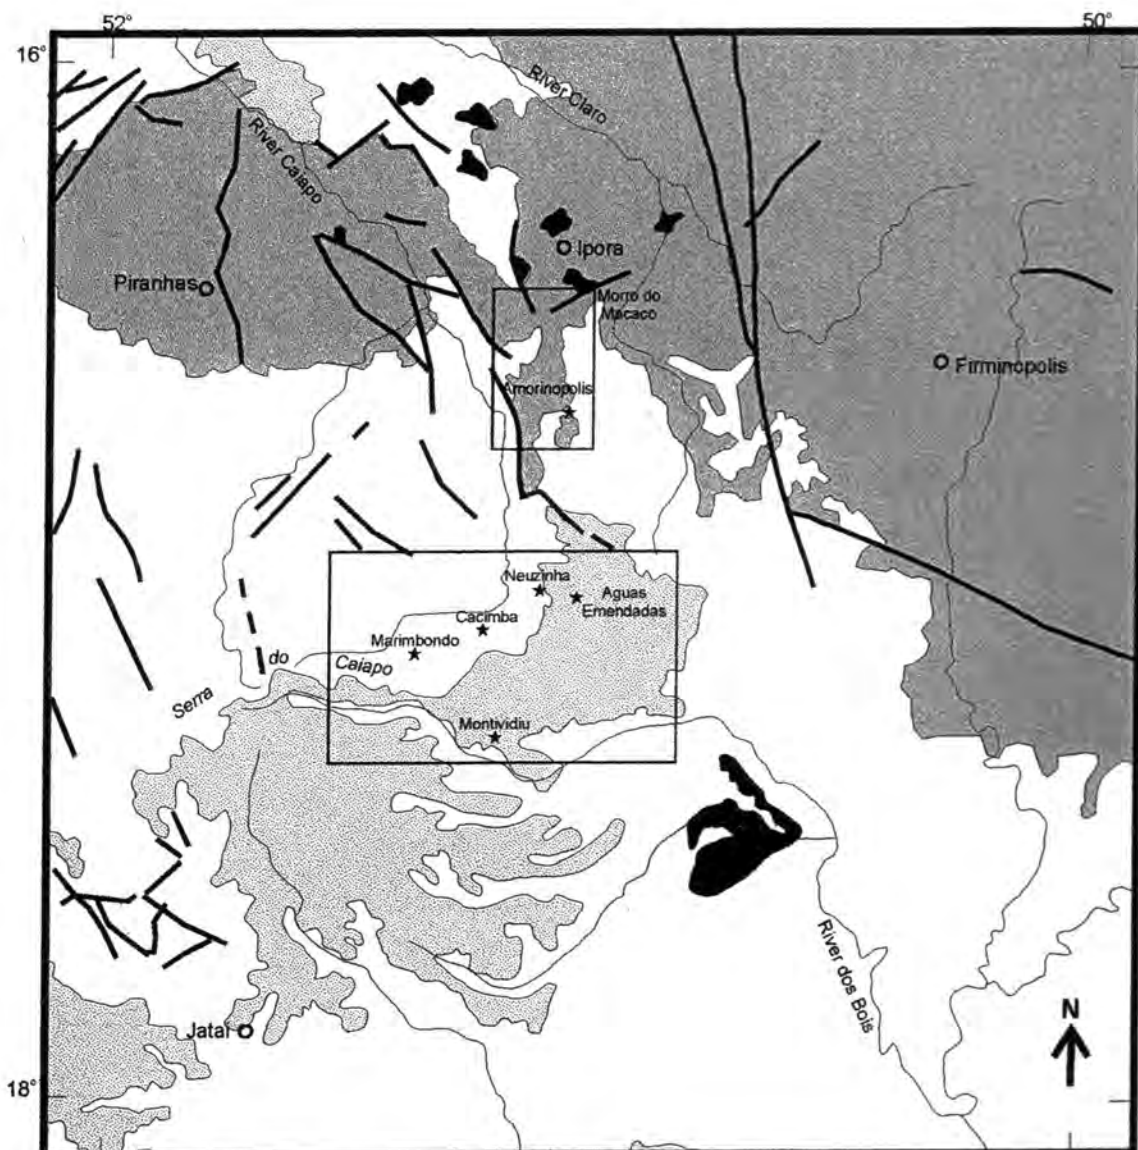 52°
50°
16°
River Claro
River Caiapo
Ipora
Piranhas
Morro do
Macaco
Firminopolis
Amorinopolis
Neuzinha
Aguas
Emendadas
Cacimba
Marimbondo
Serra do Caiapo
Montividiu
River dos Bois
N
Jatai
18°